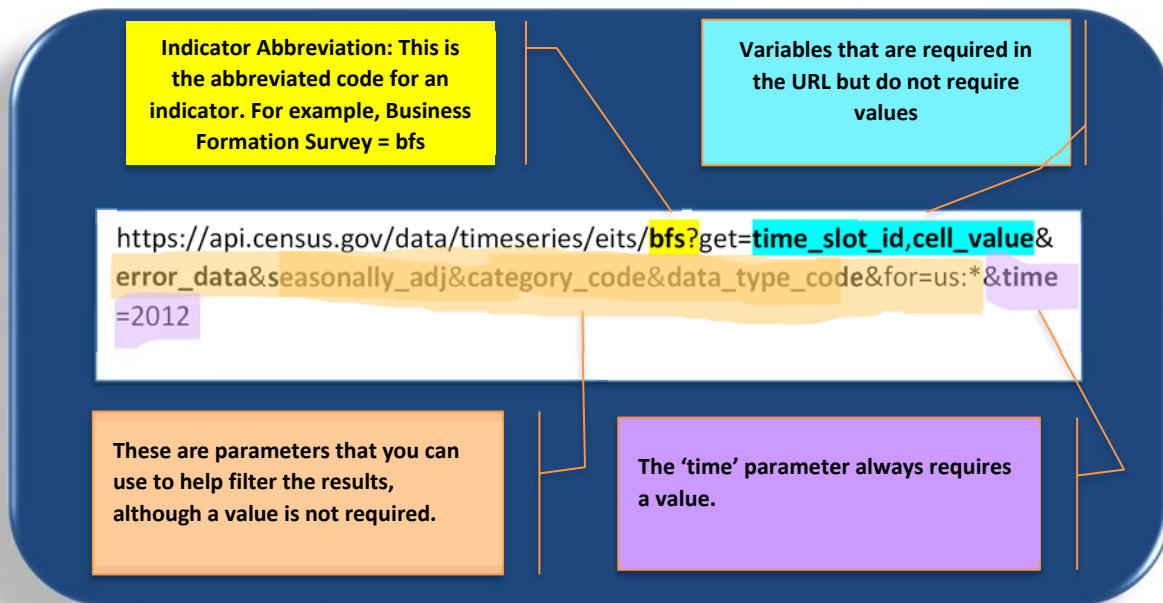 Indicator Abbreviation: This is
the abbreviated code for an
indicator. For example, Business
Formation Survey = bfs
Variables that are required in
the URL but do not require
values
https://api.census.gov/data/timeseries/eits/bfs?get=time_slot_id,cell_value&
error_data&seasonally_adj&category_code&data_type_code&for=us:*&time
=2012
These are parameters that you can
use to help filter the results,
although a value is not required.
The ‘time’ parameter always requires
a value.